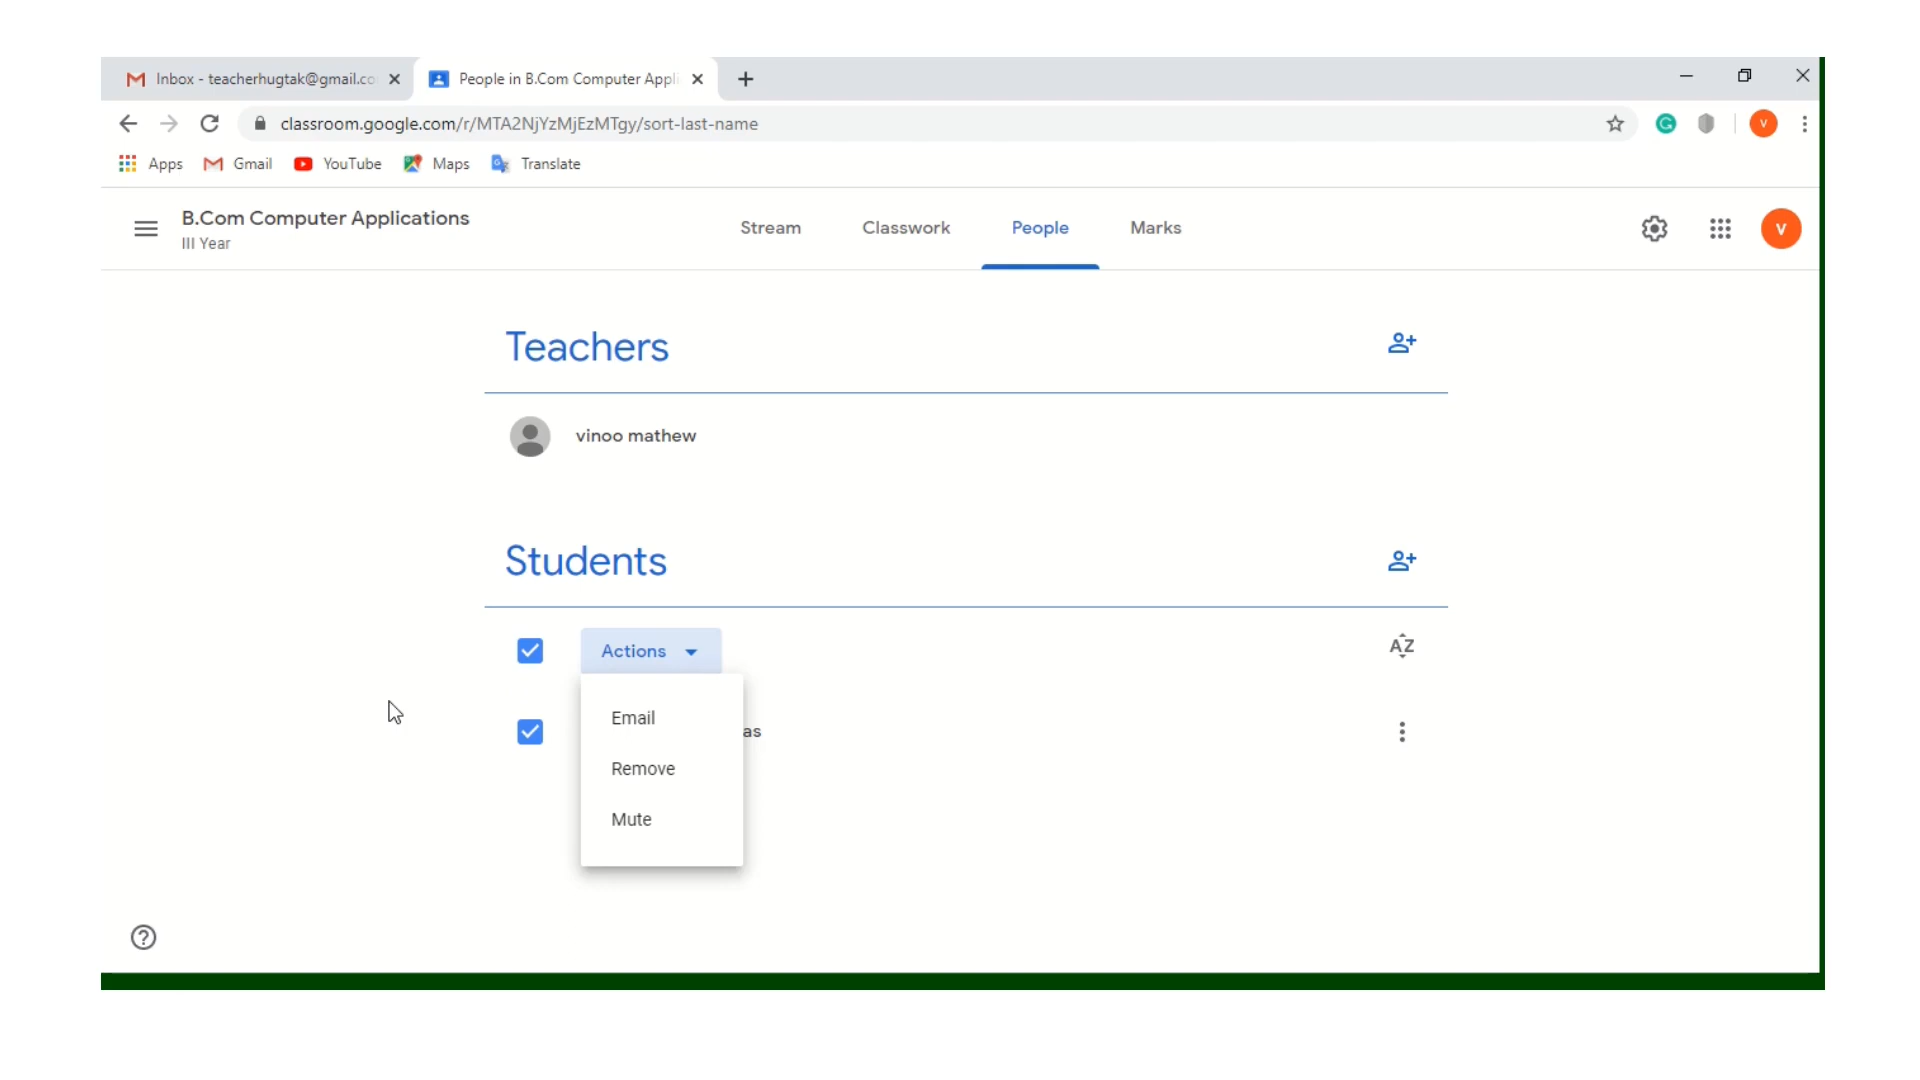 Inbox - teacherhugtak@gmail.co
People in B.Com Computer Appli
classroom.google.com/r/MTA2NjYzMjEzMTgy/sort-last-name
V
Apps
Gmail
YouTube
Maps
Translate
B.Com Computer Applications
III Year
Stream
Classwork
People
Marks
V
Teachers
vinoo mathew
Students
Actions
AZ
Email
as
Remove
Mute